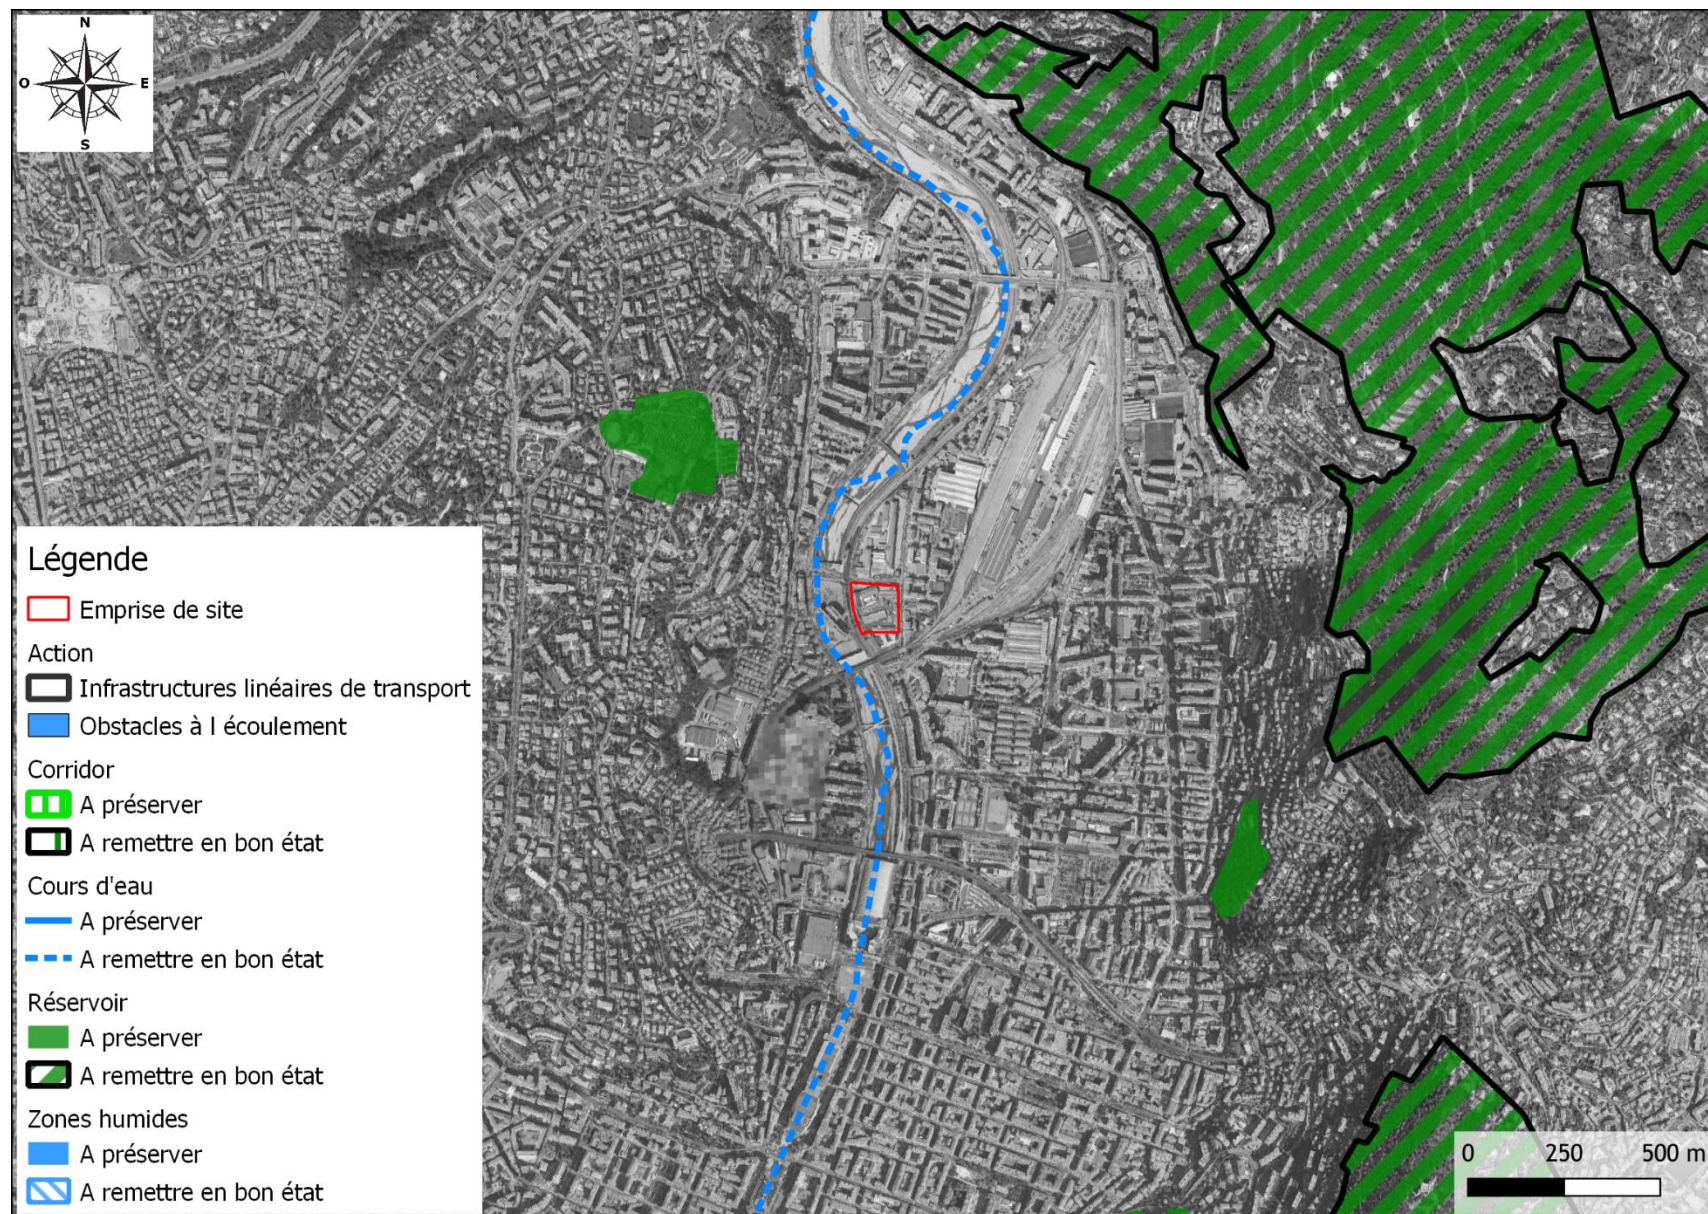 N
O
E
S
Légende
Emprise de site
Action
Infrastructures linéaires de transport
Obstacles à l écoulement
Corridor
A préserver
A remettre en bon état
Cours d'eau
A préserver
A remettre en bon état
Réservoir
A préserver
A remettre en bon état
Zones humides
A préserver
A remettre en bon état
0 250 500 m